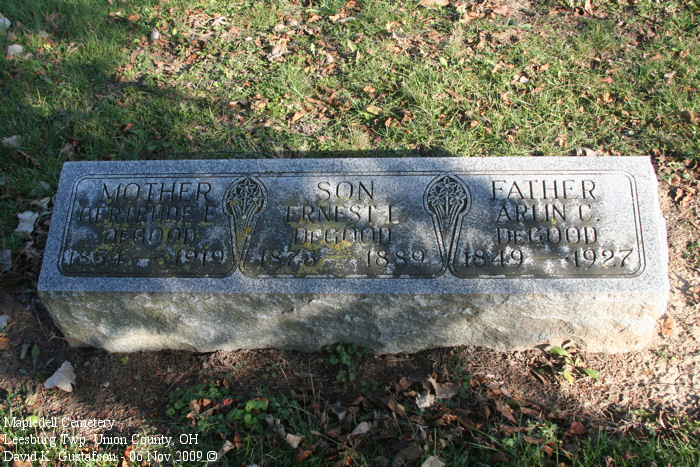 MOTHER
GERTRUDE E.
DEGOOD
1854 1919
SON
ERNEST L.
DEGOOD
1873 1889
FATHER
ARLIN C.
DEGOOD
1849 1927
Mapledell Cemetery
Leesburg Twp. Union County, OH
David K. Gustafson - 06 Nov 2009 ©